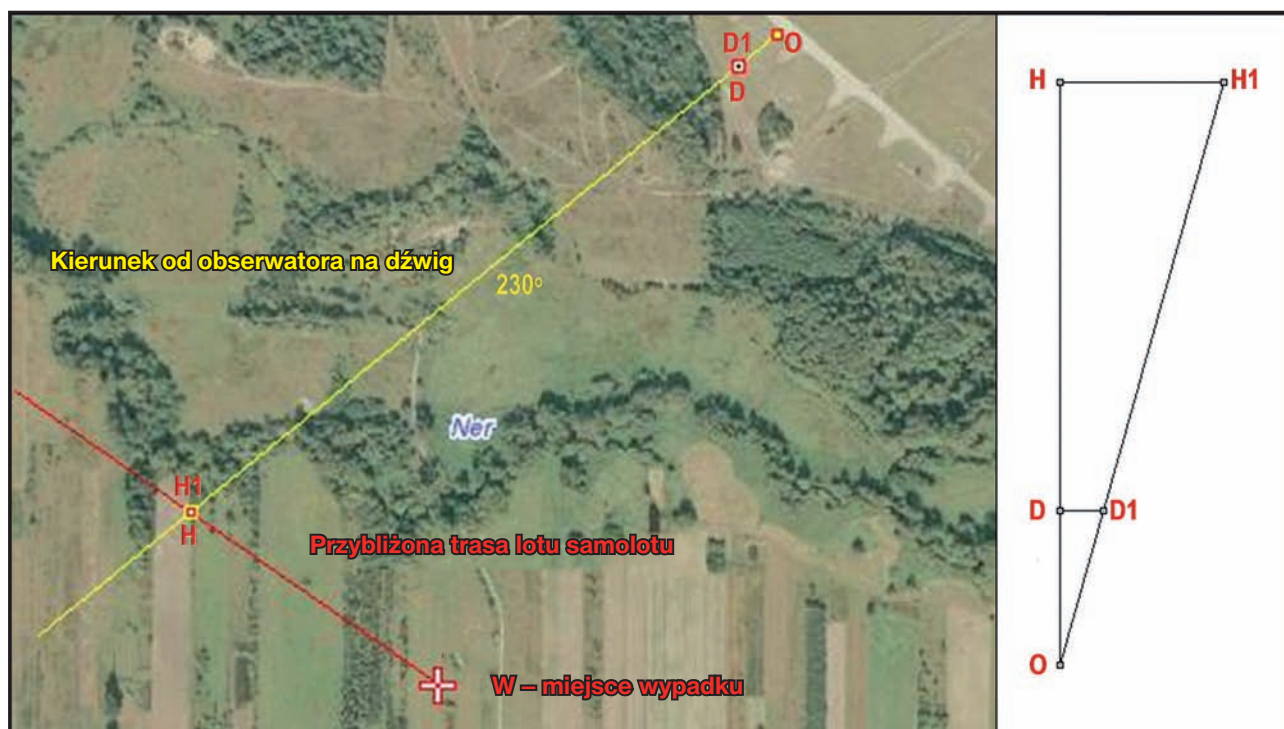 D1
O
D
Kierunek od obserwatora na dźwig
230°
Ner
H1
H
Przybliżona trasa lotu samolotu
W – miejsce wypadku
H
H1
D
D1
O